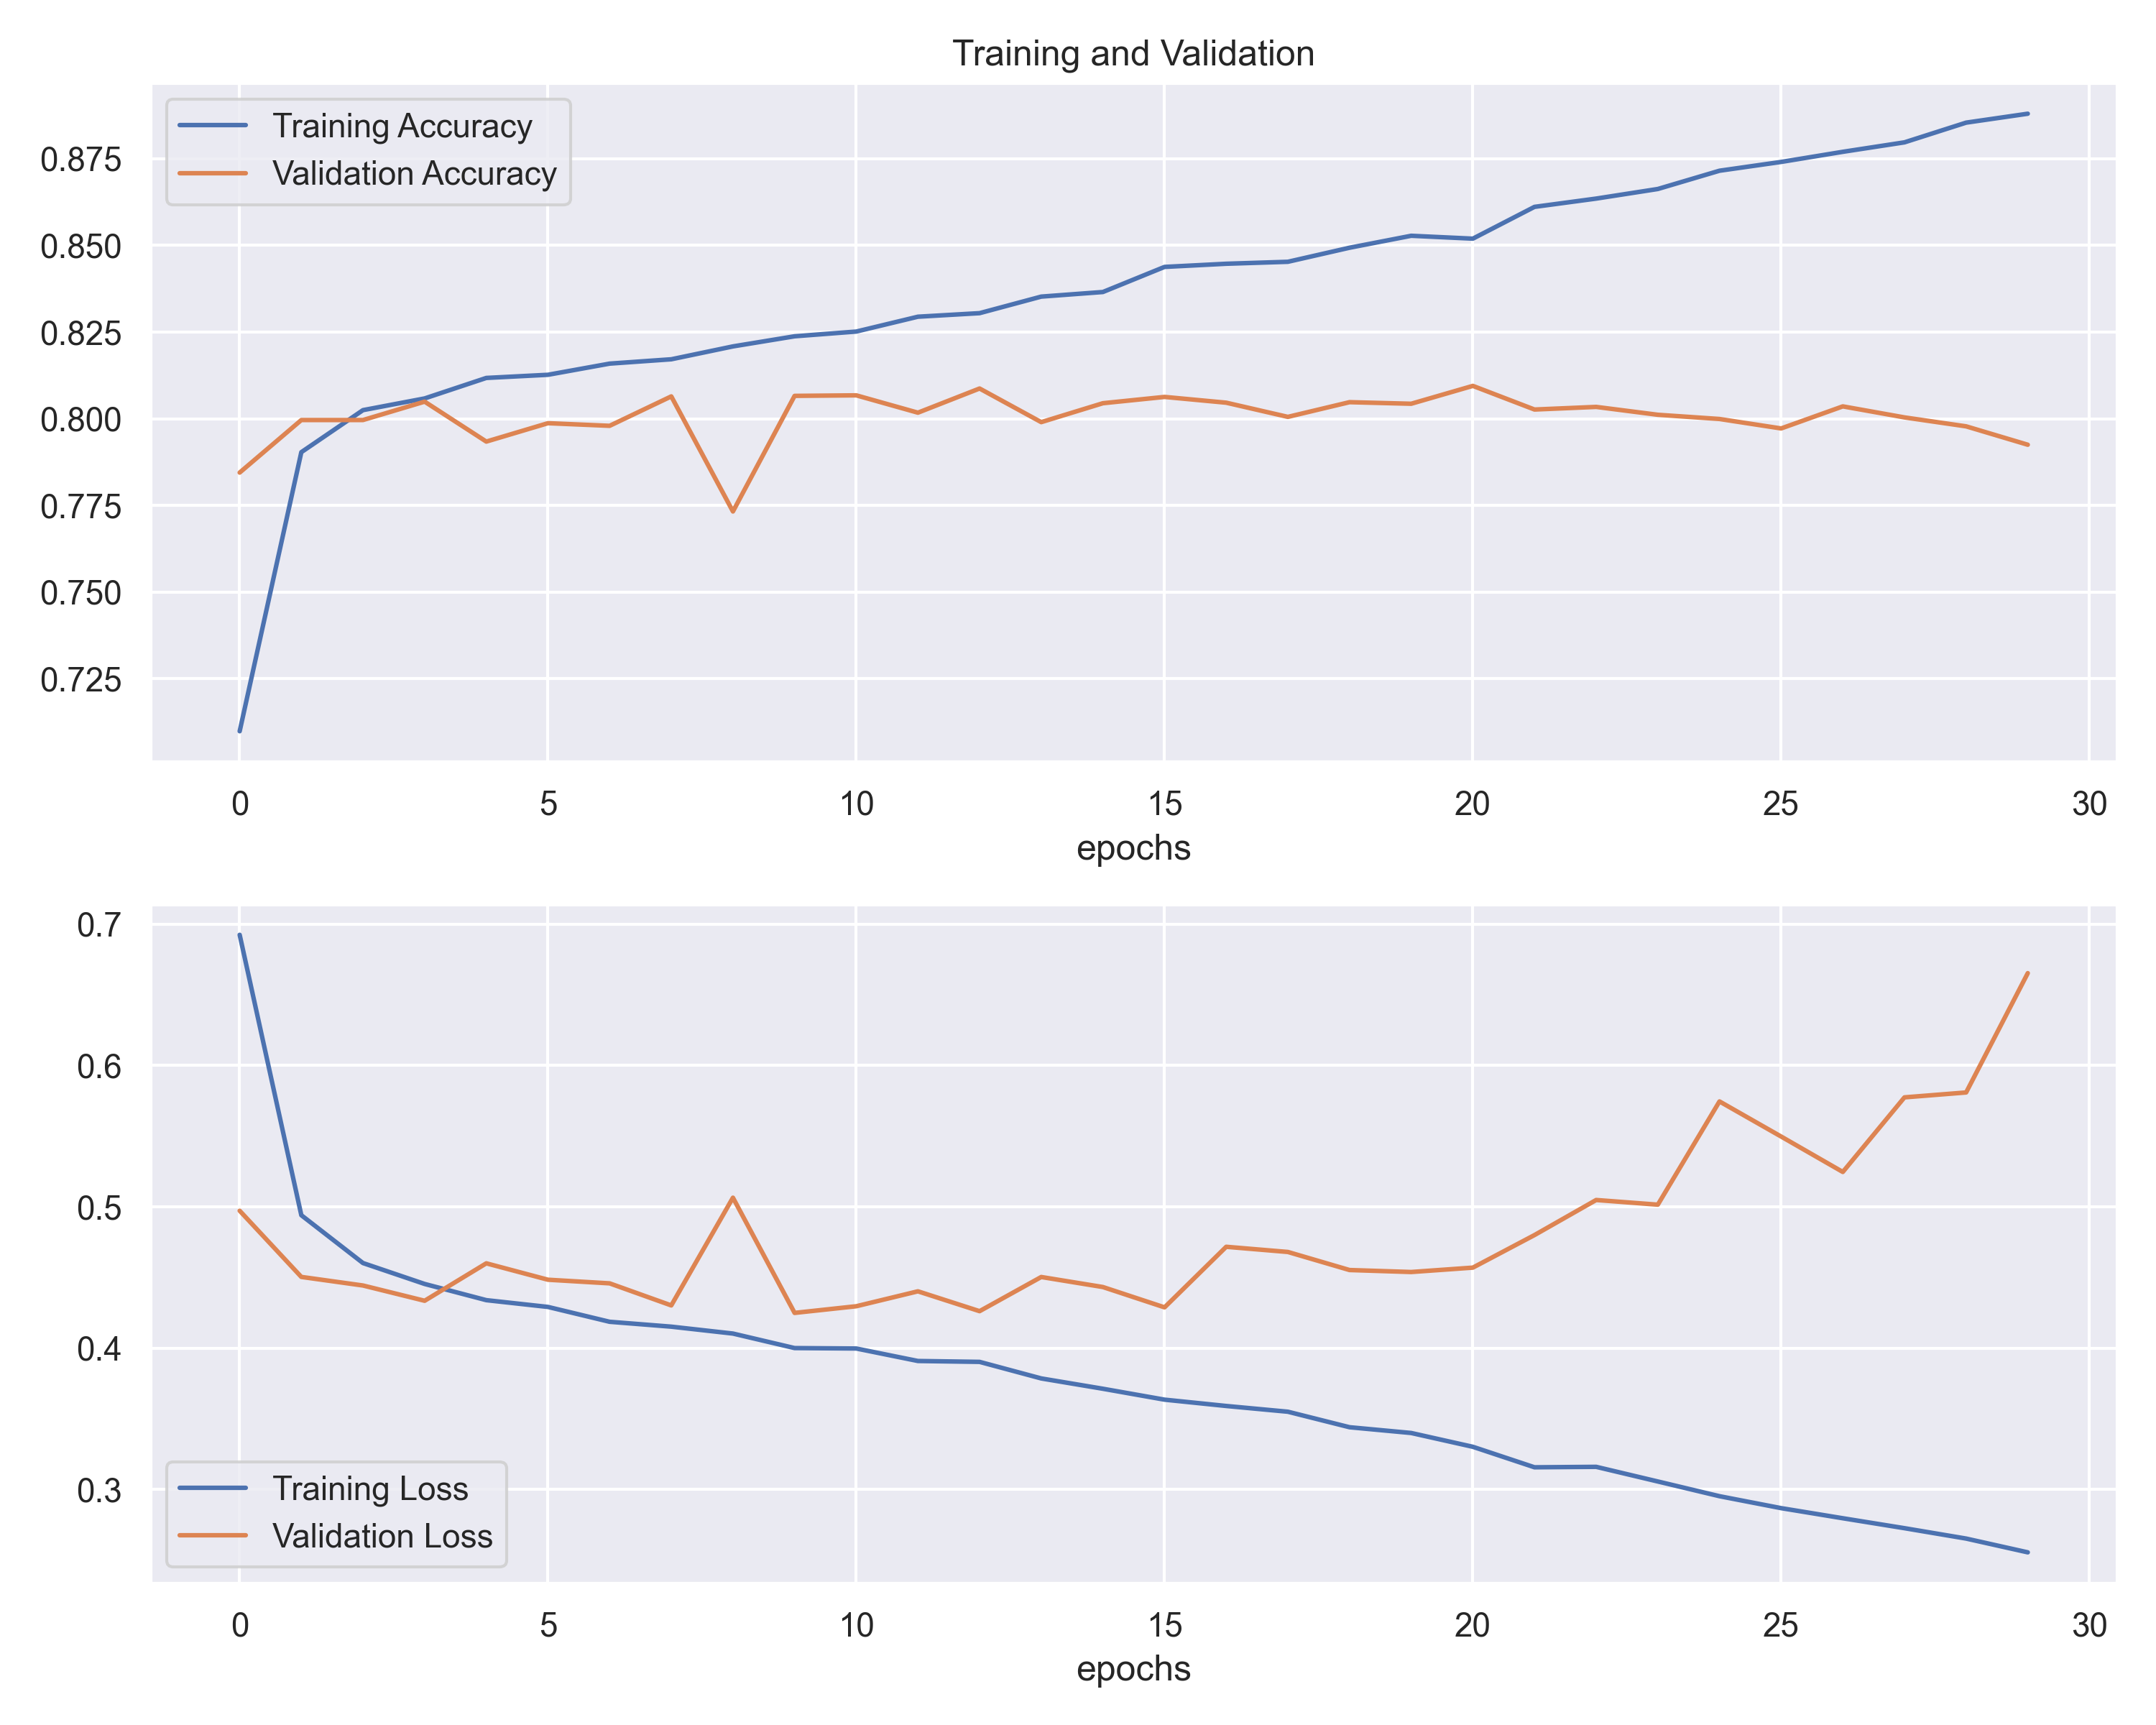 Training and Validation
Training Accuracy
Validation Accuracy
0.875
0.850
0.825
0.800
0.775
0.750
0.725
0 5 10 15 20 25 30
epochs
0.7
0.6
0.5
0.4
0.3
Training Loss
Validation Loss
0 5 10 15 20 25 30
epochs